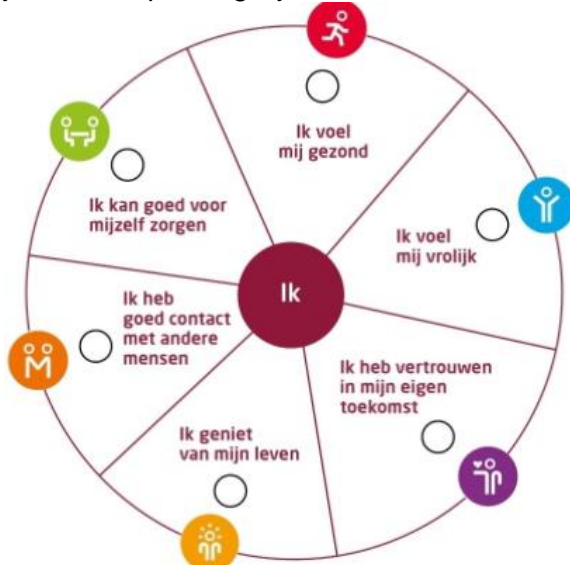 Ik voel
mij gezond
Ik voel
mij vrolijk
Ik heb vertrouwen
in mijn eigen
toekomst
Ik geniet
van mijn leven
Ik heb
goed contact
met andere
mensen
Ik kan goed voor
mijzelf zorgen
Ik